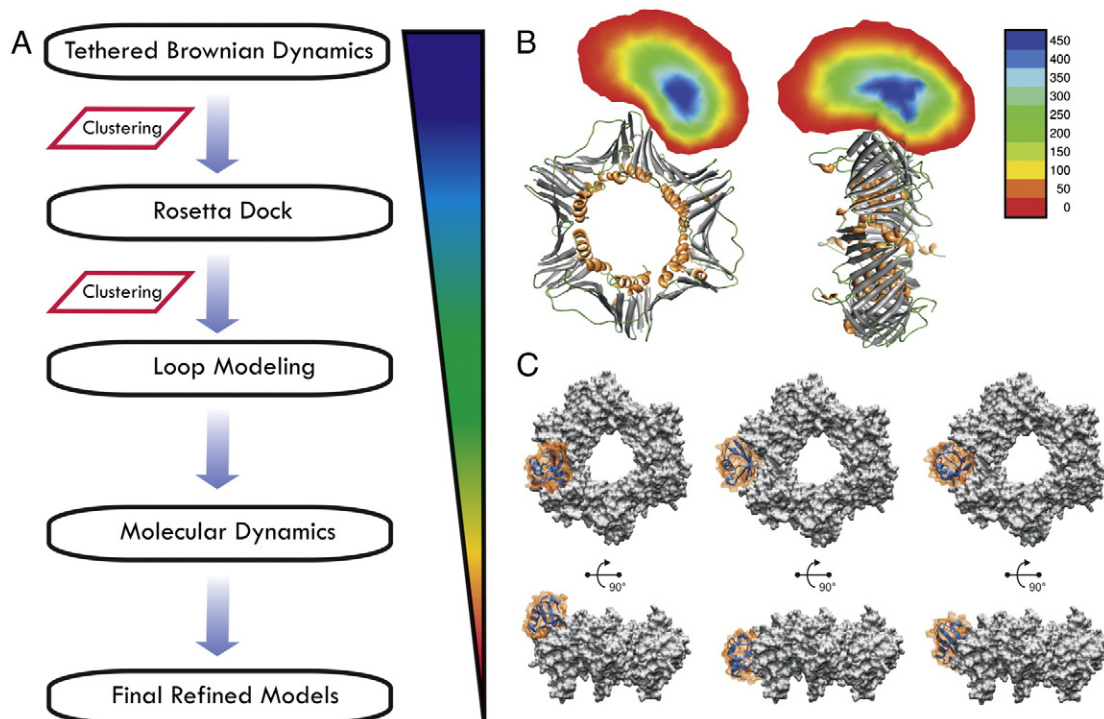 A
Tethered Brownian Dynamics
Clustering
Rosetta Dock
Clustering
Loop Modeling
Molecular Dynamics
Final Refined Models
B
450
400
350
300
250
200
150
100
50
0
C
90°
90°
90°